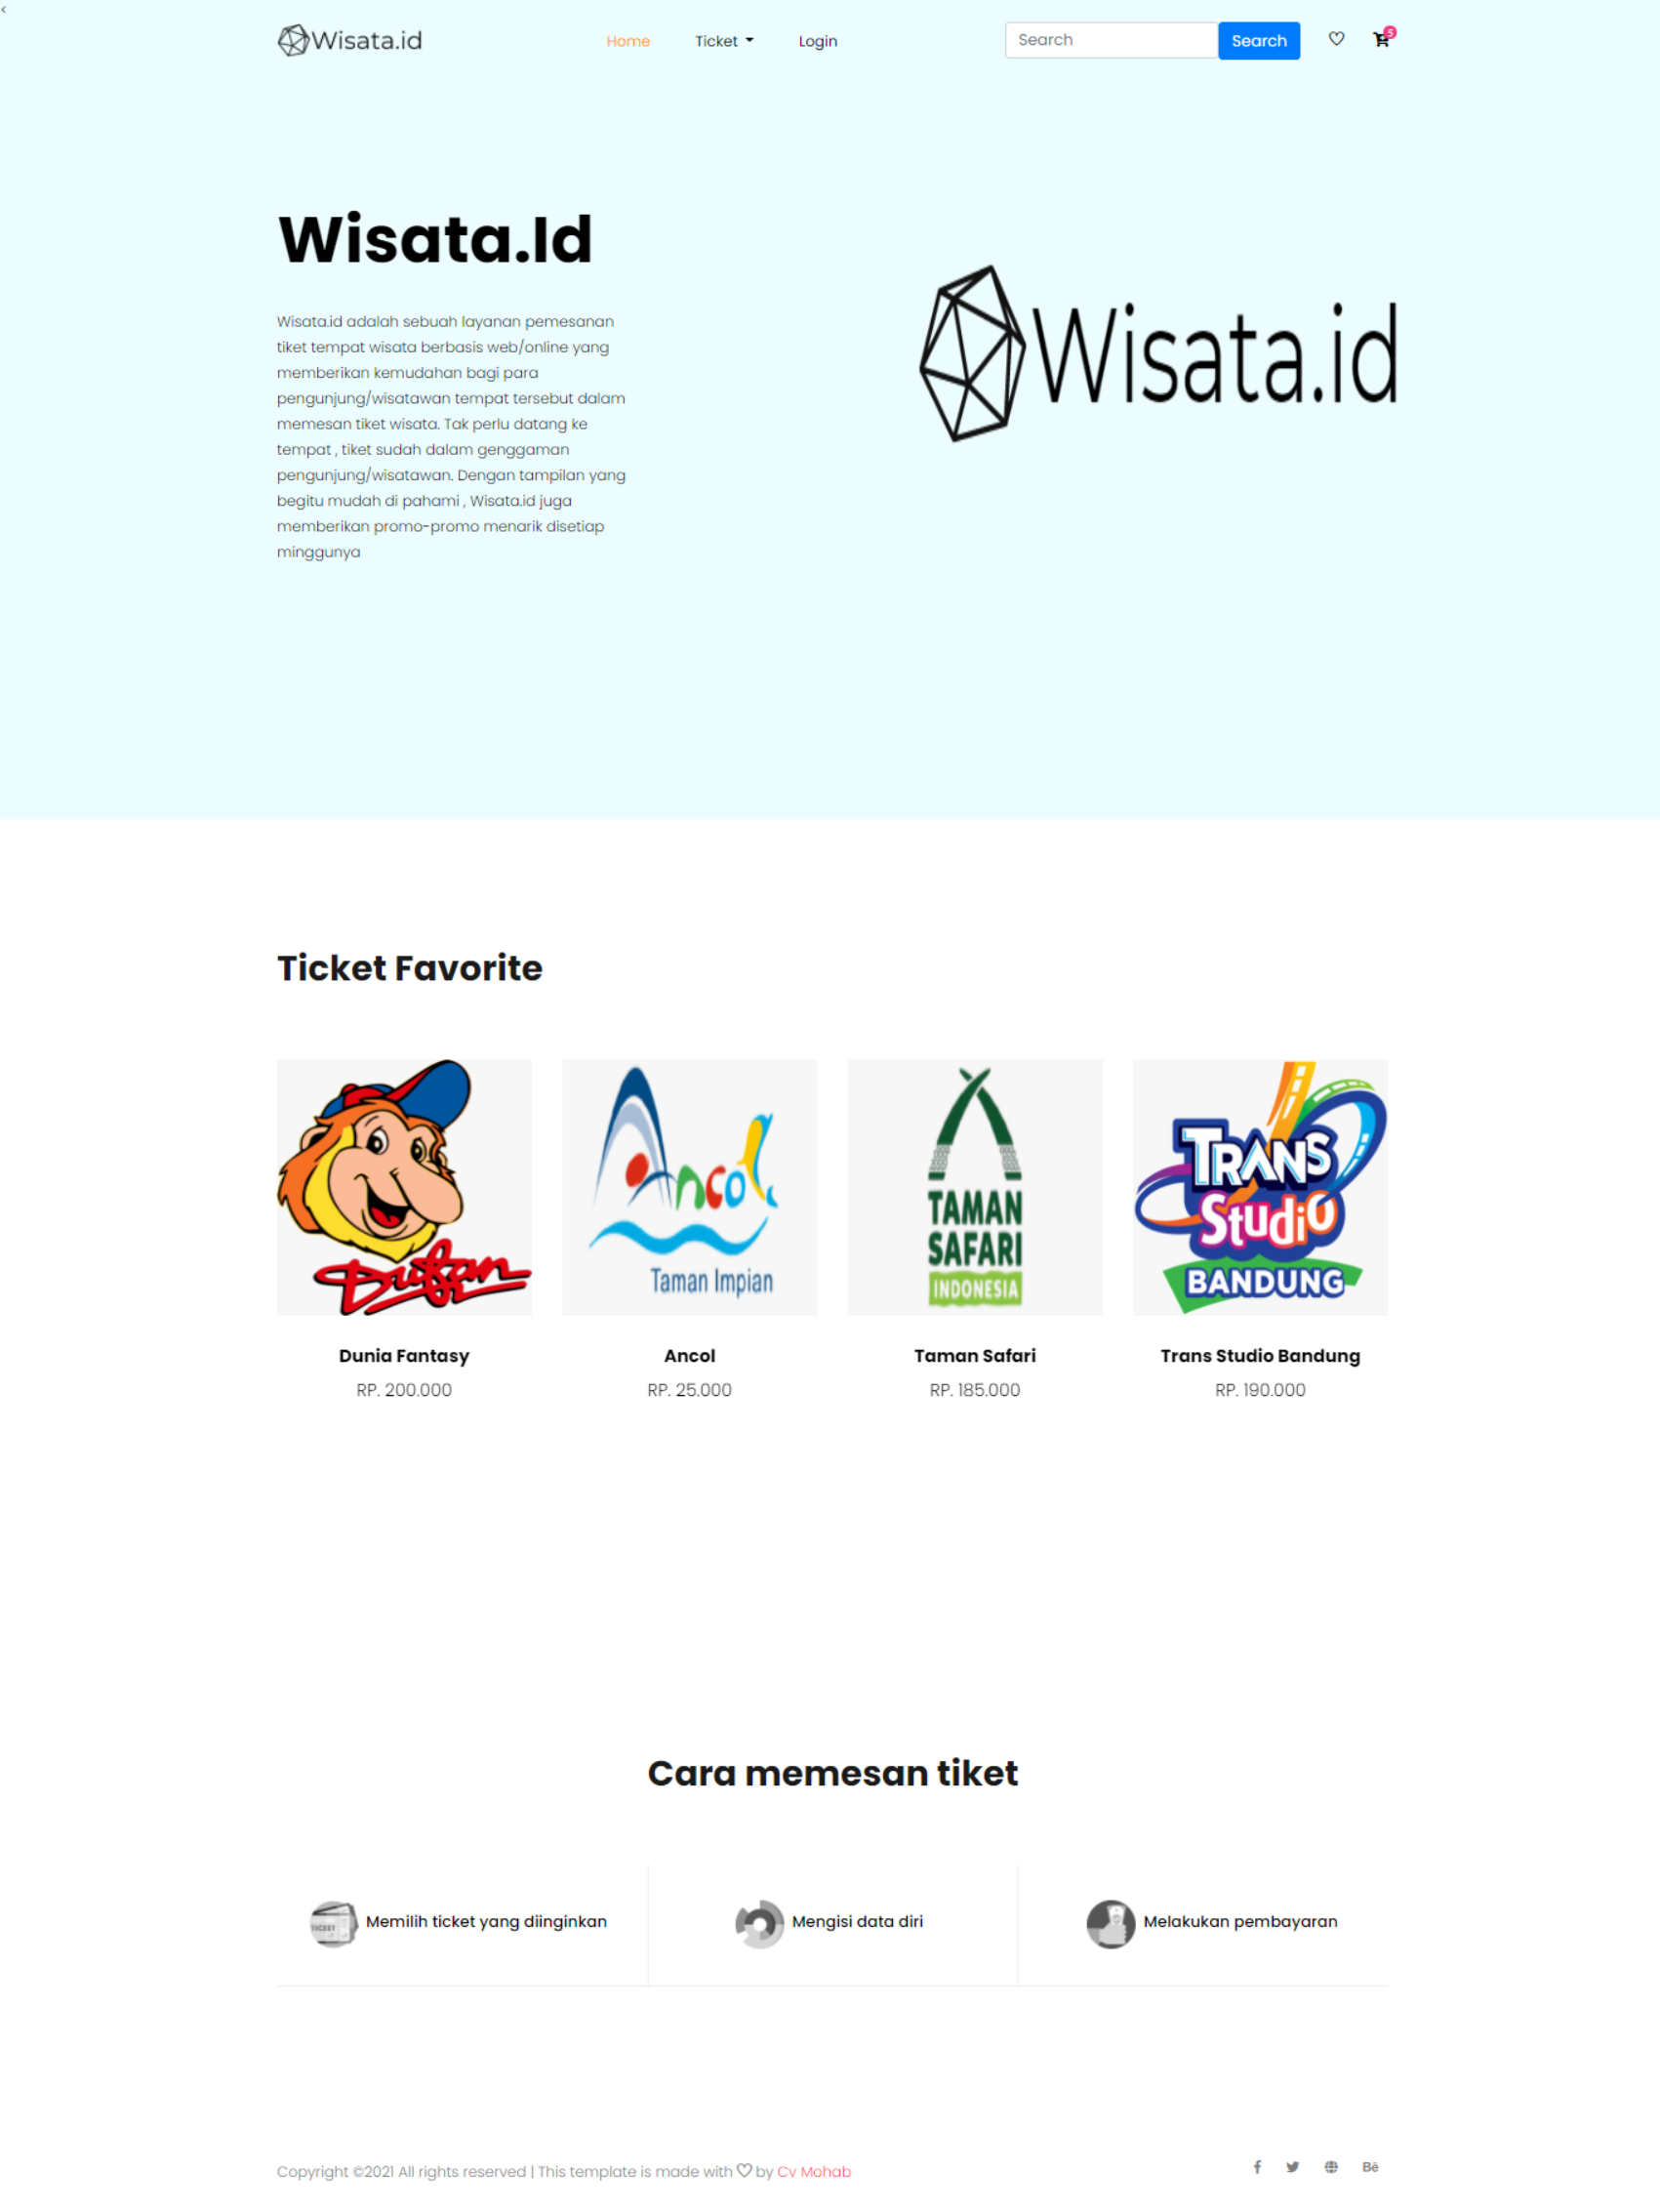 <
Wisata.id
Home
Ticket
Login
Search
Search
5
Wisata.Id
Wisata.id adalah sebuah layanan pemesanan
tiket tempat wisata berbasis web/online yang
memberikan kemudahan bagi para
pengunjung/wisatawan tempat tersebut dalam
memesan tiket wisata. Tak perlu datang ke
tempat , tiket sudah dalam genggaman
pengunjung/wisatawan. Dengan tampilan yang
begitu mudah di pahami , Wisata.id juga
memberikan promo-promo menarik disetiap
minggunya
Wisata.id
Ticket Favorite
Dufan
Ancol
Taman Impian
TAMAN
SAFARI
INDONESIA
TRANS
Studio
BANDUNG
Dunia Fantasy
RP. 200.000
Ancol
RP. 25.000
Taman Safari
RP. 185.000
Trans Studio Bandung
RP. 190.000
Cara memesan tiket
TICKET
Memilih ticket yang diinginkan
Mengisi data diri
Melakukan pembayaran
Copyright ©2021 All rights reserved | This template is made with ♡ by Cv Mohab
Bē